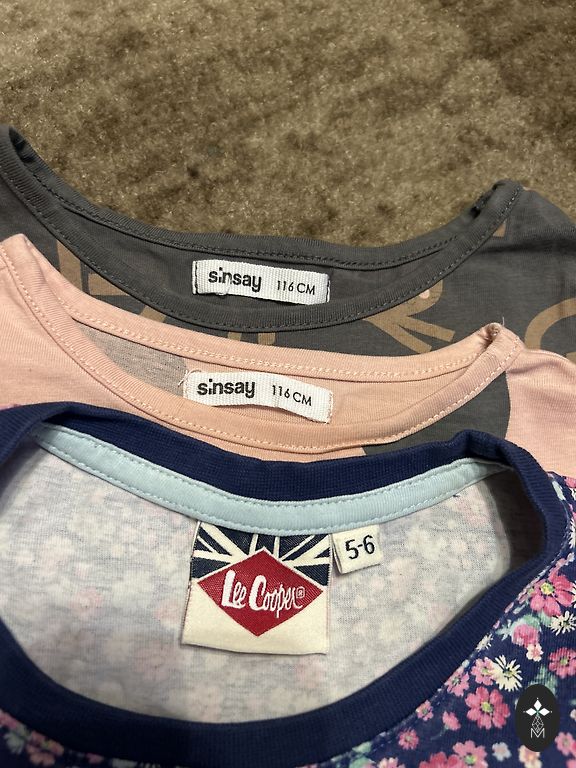 sinsay 116 CM
sinsay 116 CM
Lee Cooper® 5-6
M